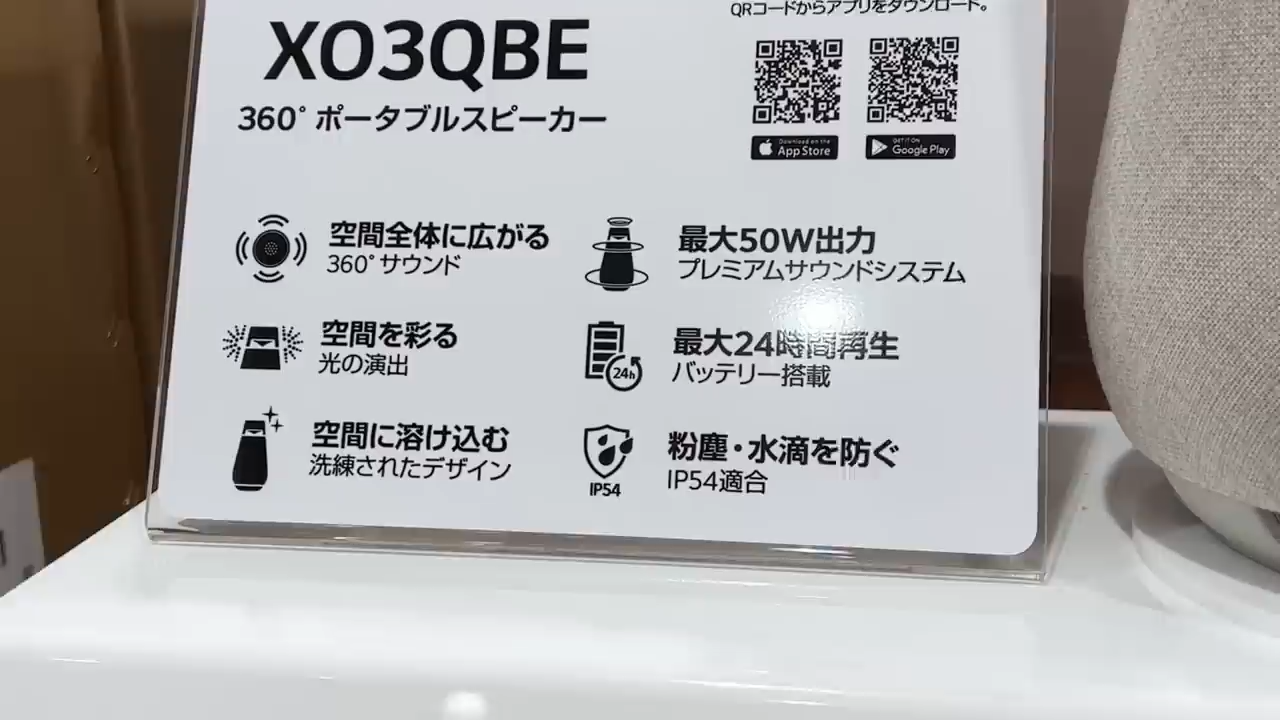 QRコードからアプリをダウンロード。
XO3QBE
360°ポータブルスピーカー
Download on the
App Store
GET IT ON
Google Play
空間全体に広がる
360°サウンド
最大50W出力
プレミアムサウンドシステム
空間を彩る
光の演出
24h
最大24時間再生
バッテリー搭載
空間に溶け込む
洗練されたデザイン
IP54
粉塵・水滴を防ぐ
IP54適合